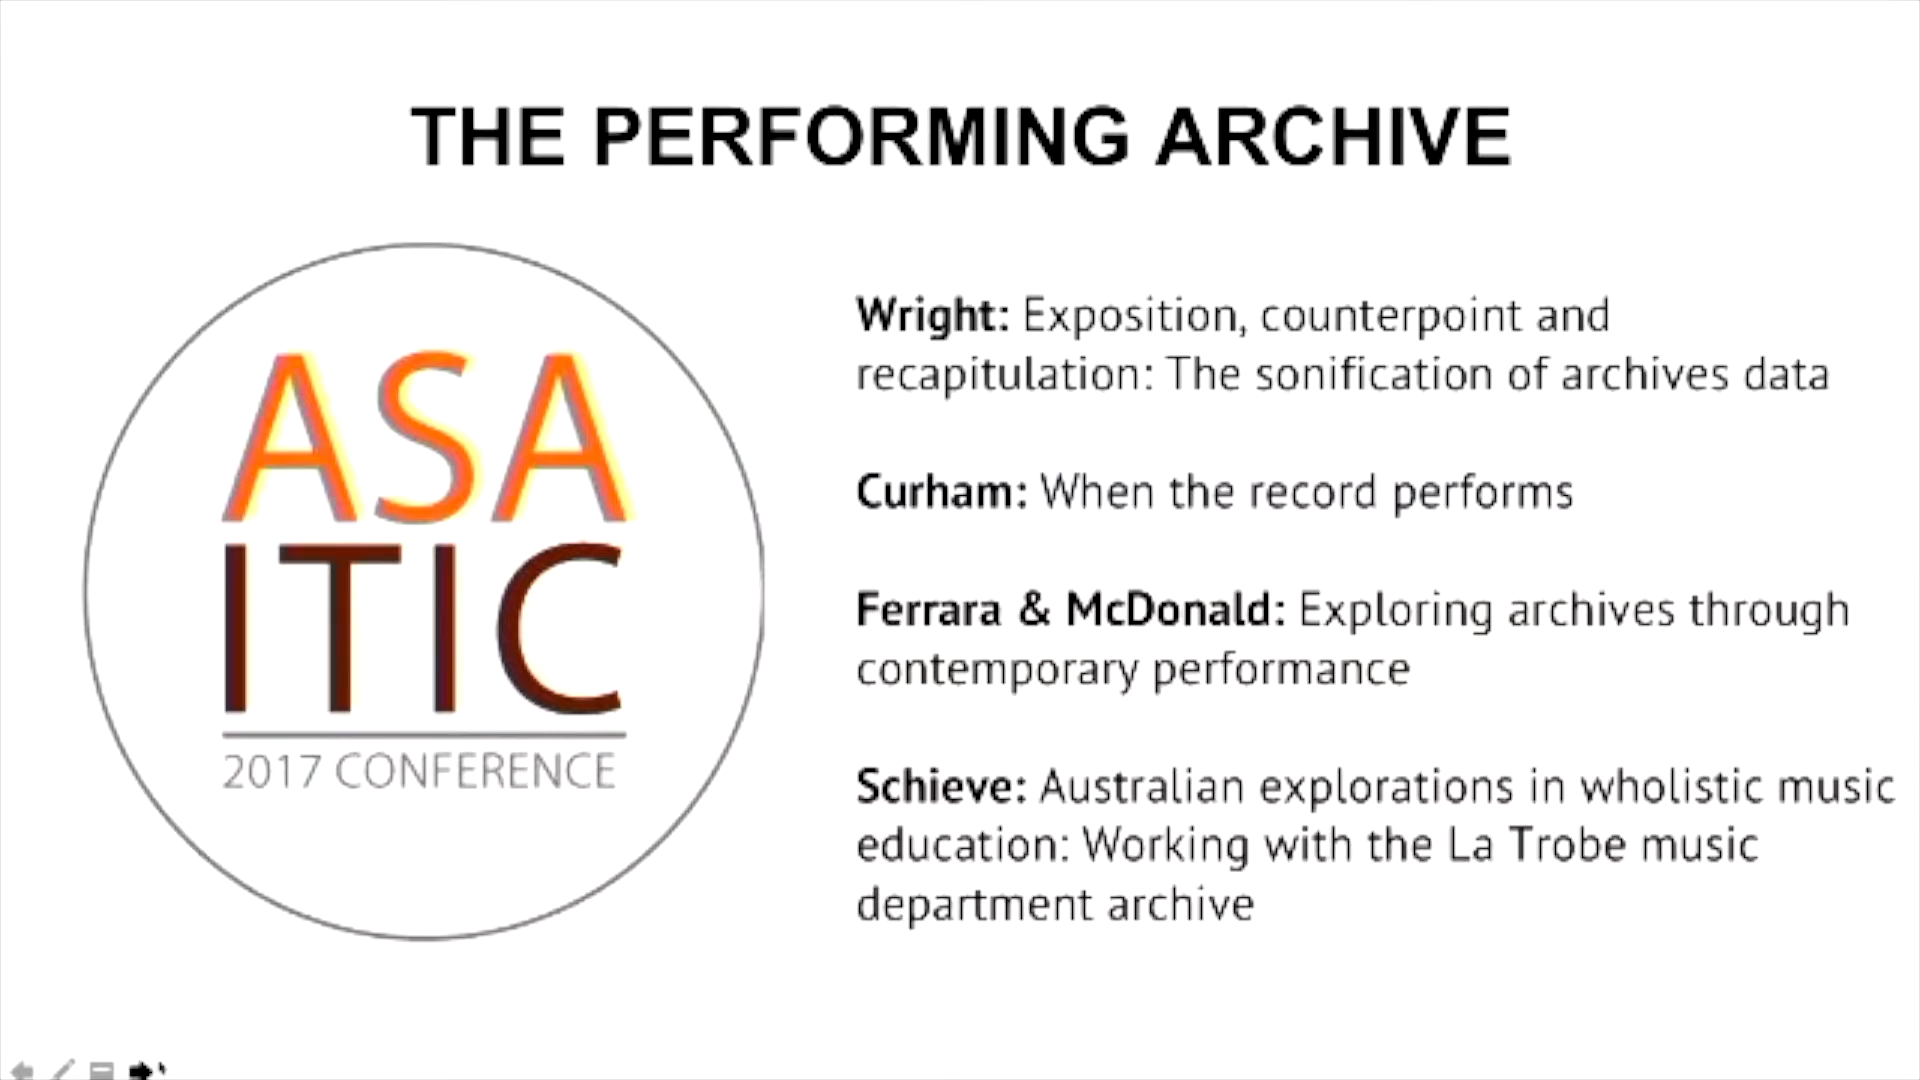 THE PERFORMING ARCHIVE
ASA
ITIC
2017 CONFERENCE
Wright: Exposition, counterpoint and
recapitulation: The sonification of archives data
Curham: When the record performs
Ferrara & McDonald: Exploring archives through
contemporary performance
Schieve: Australian explorations in wholistic music
education: Working with the La Trobe music
department archive